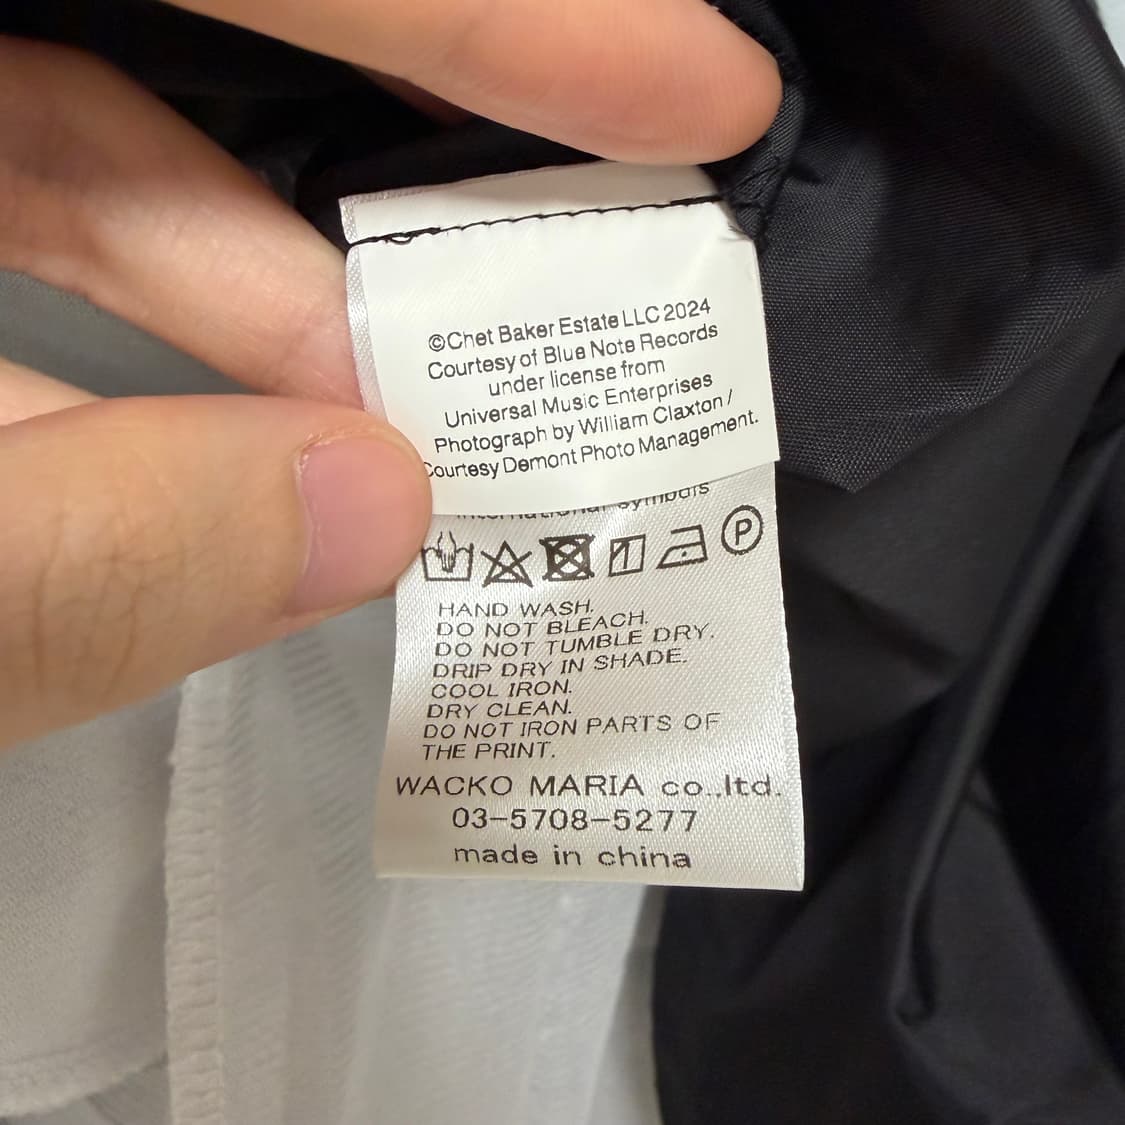 ©Chet Baker Estate LLC 2024
Courtesy of Blue Note Records
under license from
Universal Music Enterprises
Photograph by William Claxton /
Courtesy Demont Photo Management.
symbols
P
HAND WASH.
DO NOT BLEACH.
DO NOT TUMBLE DRY.
DRIP DRY IN SHADE.
COOL IRON.
DRY CLEAN.
DO NOT IRON PARTS OF
THE PRINT.
WACKO MARIA co.,ltd.
03-5708-5277
made in china